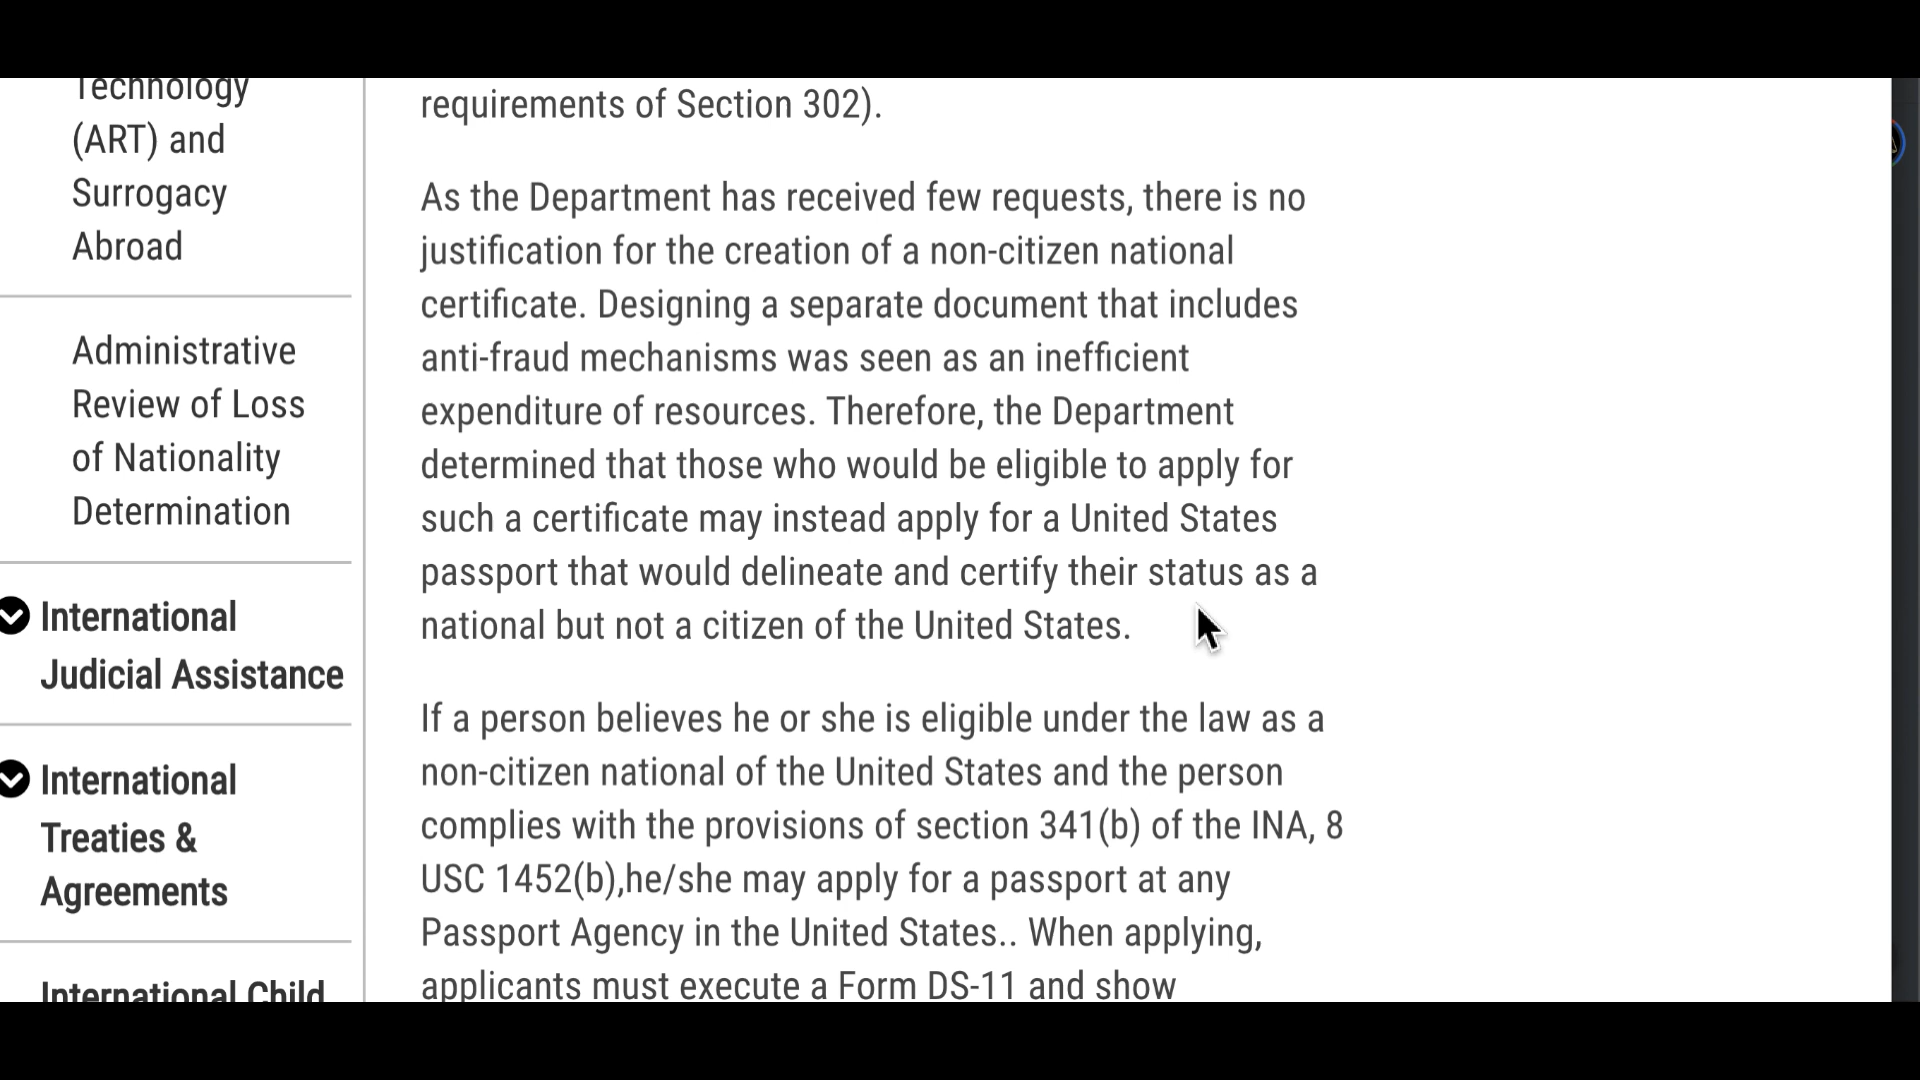 Technology
(ART) and
Surrogacy
Abroad
Administrative
Review of Loss
of Nationality
Determination
International
Judicial Assistance
International
Treaties &
Agreements
International Child
requirements of Section 302).
As the Department has received few requests, there is no
justification for the creation of a non-citizen national
certificate. Designing a separate document that includes
anti-fraud mechanisms was seen as an inefficient
expenditure of resources. Therefore, the Department
determined that those who would be eligible to apply for
such a certificate may instead apply for a United States
passport that would delineate and certify their status as a
national but not a citizen of the United States.
If a person believes he or she is eligible under the law as a
non-citizen national of the United States and the person
complies with the provisions of section 341(b) of the INA, 8
USC 1452(b),he/she may apply for a passport at any
Passport Agency in the United States.. When applying,
applicants must execute a Form DS-11 and show